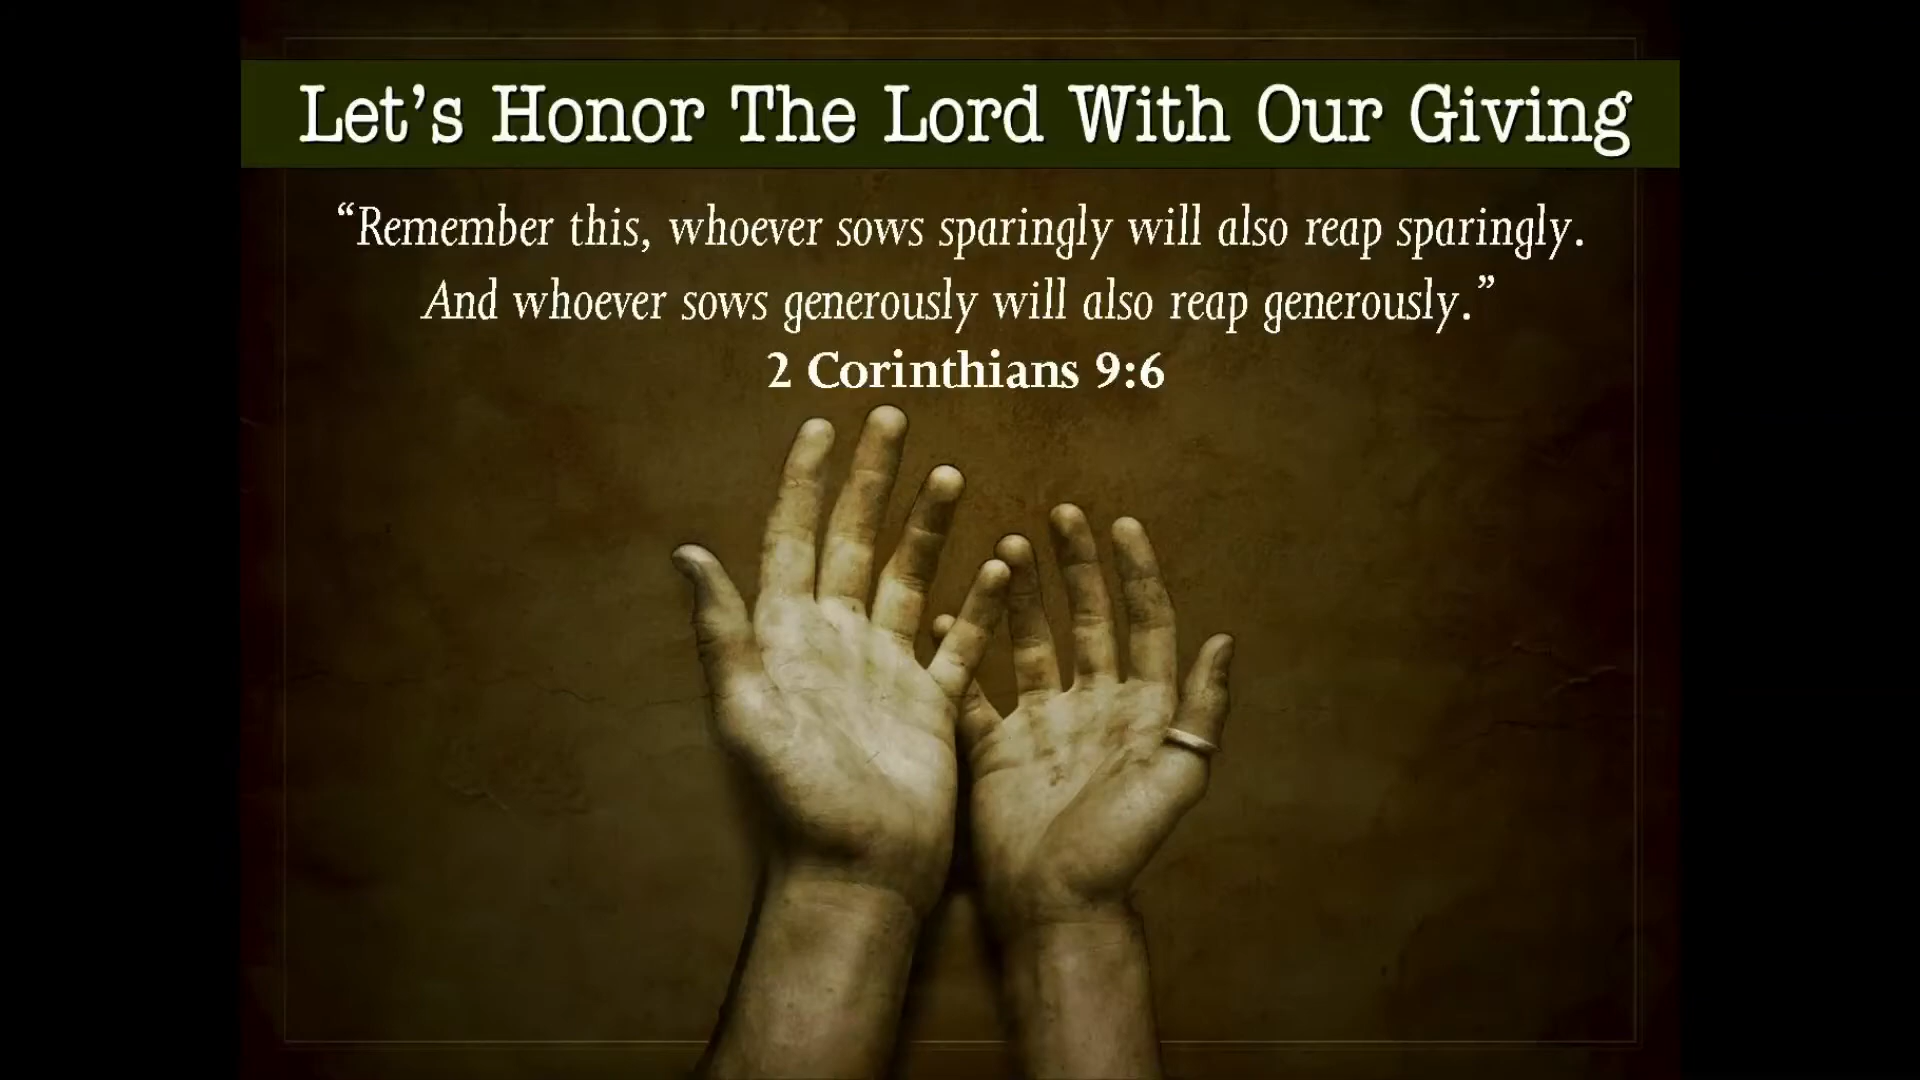 Let’s Honor The Lord With Our Giving
“Remember this, whoever sows sparingly will also reap sparingly.
And whoever sows generously will also reap generously.”
2 Corinthians 9:6